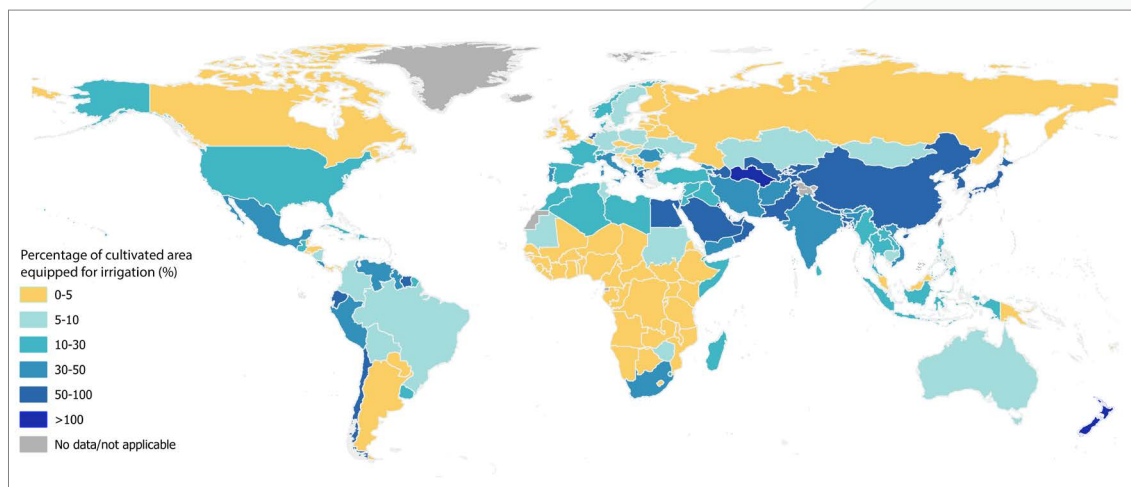 Percentage of cultivated area
equipped for irrigation (%)
0-5
5-10
10-30
30-50
50-100
>100
No data/not applicable